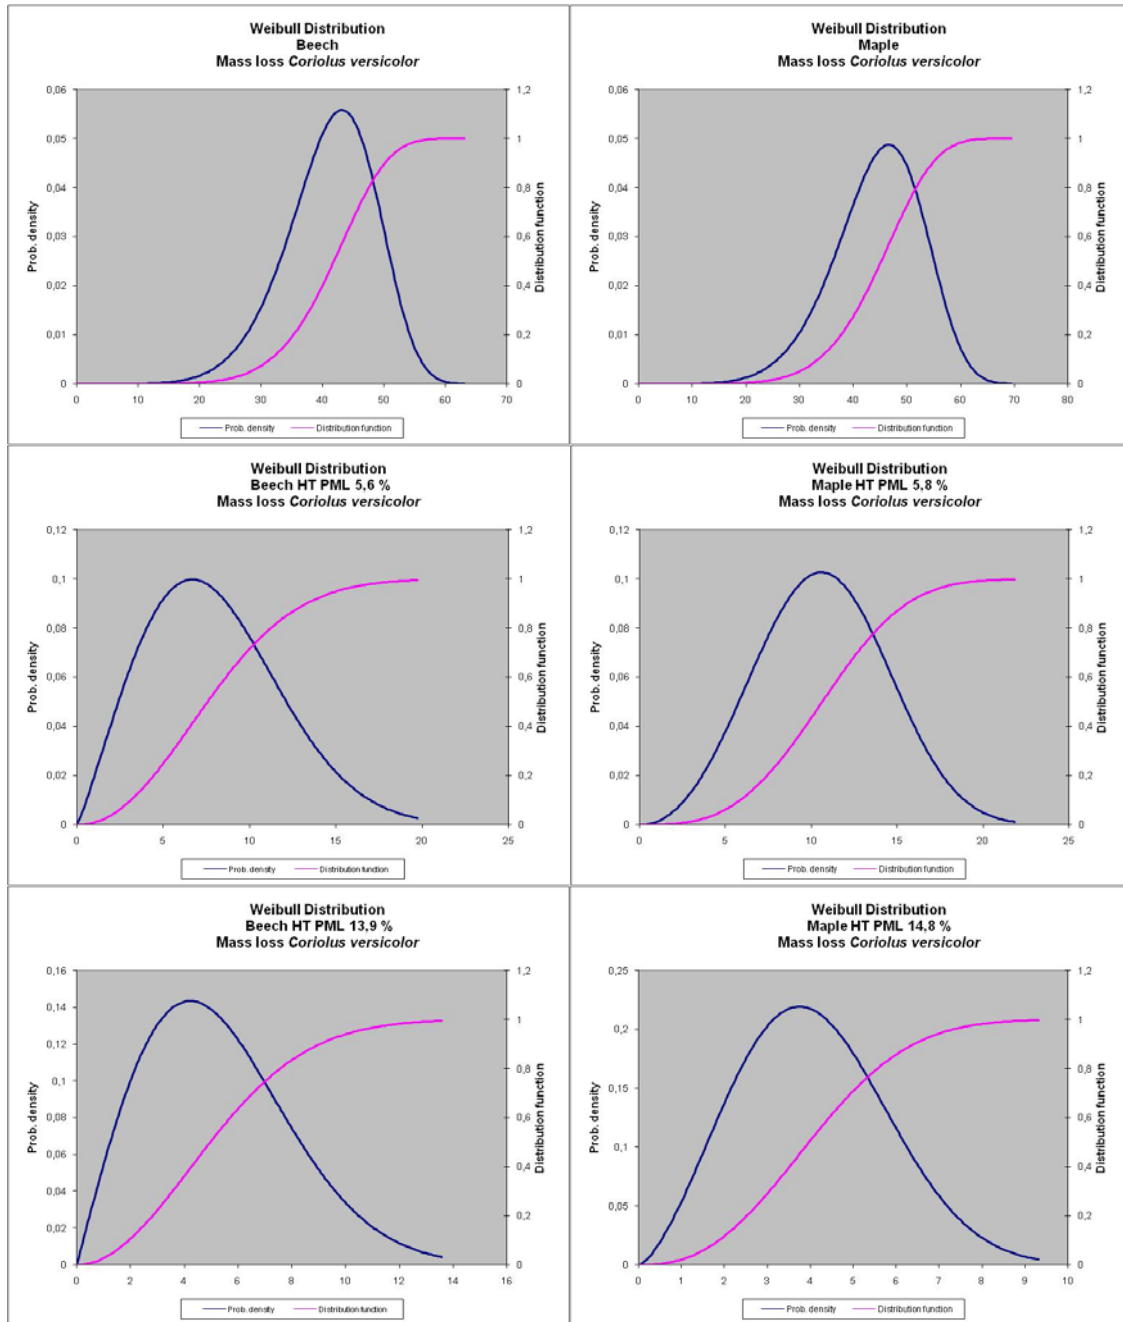 Weibull Distribution
Beech
Mass loss Coriolus versicolor
0,06
0,05
0,04
0,03
0,02
0,01
0
1,2
1
0,8
0,6
0,4
0,2
0
0 10 20 30 40 50 60 70
Prob. density
Distribution function
Prob. density Distribution function
Weibull Distribution
Maple
Mass loss Coriolus versicolor
0,06
0,05
0,04
0,03
0,02
0,01
0
1,2
1
0,8
0,6
0,4
0,2
0
0 10 20 30 40 50 60 70 80
Prob. density
Distribution function
Prob. density Distribution function
Weibull Distribution
Beech HT PML 5,6 %
Mass loss Coriolus versicolor
0,12
0,1
0,08
0,06
0,04
0,02
0
1,2
1
0,8
0,6
0,4
0,2
0
0 5 10 15 20 25
Prob. density
Distribution function
Prob. density Distribution function
Weibull Distribution
Maple HT PML 5,8 %
Mass loss Coriolus versicolor
0,12
0,1
0,08
0,06
0,04
0,02
0
1,2
1
0,8
0,6
0,4
0,2
0
0 5 10 15 20 25
Prob. density
Distribution function
Prob. density Distribution function
Weibull Distribution
Beech HT PML 13,9 %
Mass loss Coriolus versicolor
0,16
0,14
0,12
0,1
0,08
0,06
0,04
0,02
0
1,2
1
0,8
0,6
0,4
0,2
0
0 2 4 6 8 10 12 14 16
Prob. density
Distribution function
Prob. density Distribution function
Weibull Distribution
Maple HT PML 14,8 %
Mass loss Coriolus versicolor
0,25
0,2
0,15
0,1
0,05
0
1,2
1
0,8
0,6
0,4
0,2
0
0 1 2 3 4 5 6 7 8 9 10
Prob. density
Distribution function
Prob. density Distribution function